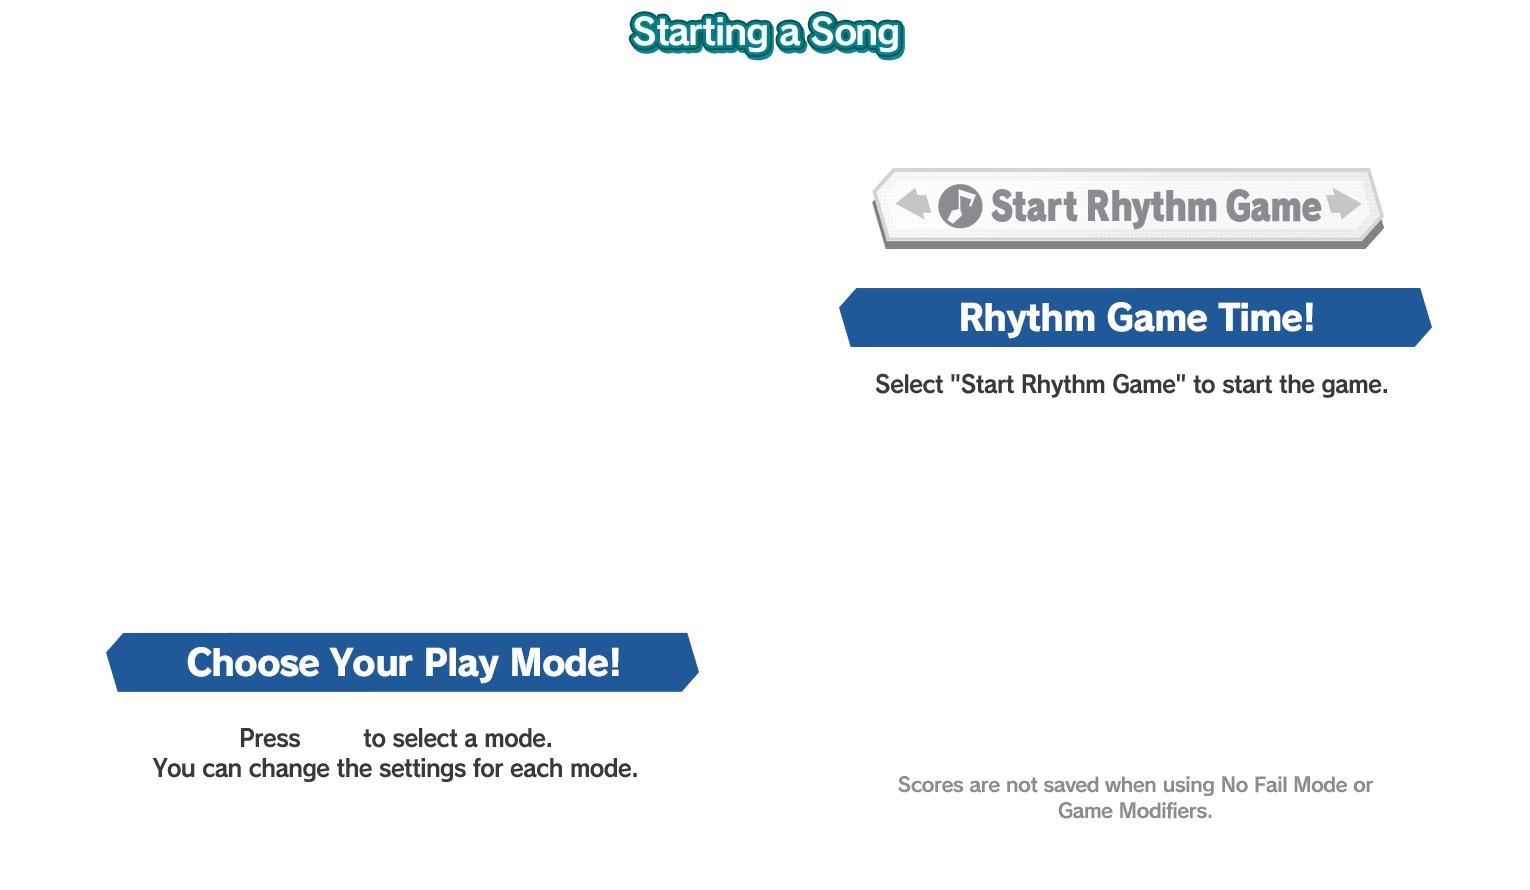 Starting a Song
Start Rhythm Game
Rhythm Game Time!
Select "Start Rhythm Game" to start the game.
Choose Your Play Mode!
Press to select a mode.
You can change the settings for each mode.
Scores are not saved when using No Fail Mode or
Game Modifiers.